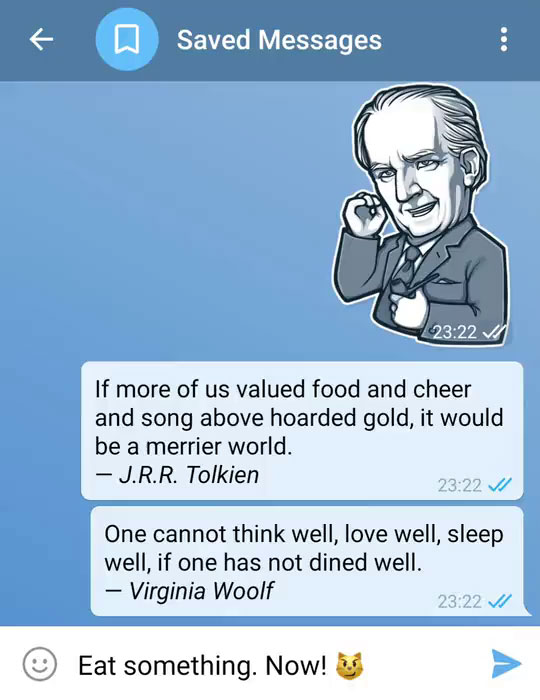 Saved Messages
23:22
If more of us valued food and cheer
and song above hoarded gold, it would
be a merrier world.
— J.R.R. Tolkien
23:22
One cannot think well, love well, sleep
well, if one has not dined well.
— Virginia Woolf
23:22
Eat something. Now! 😼